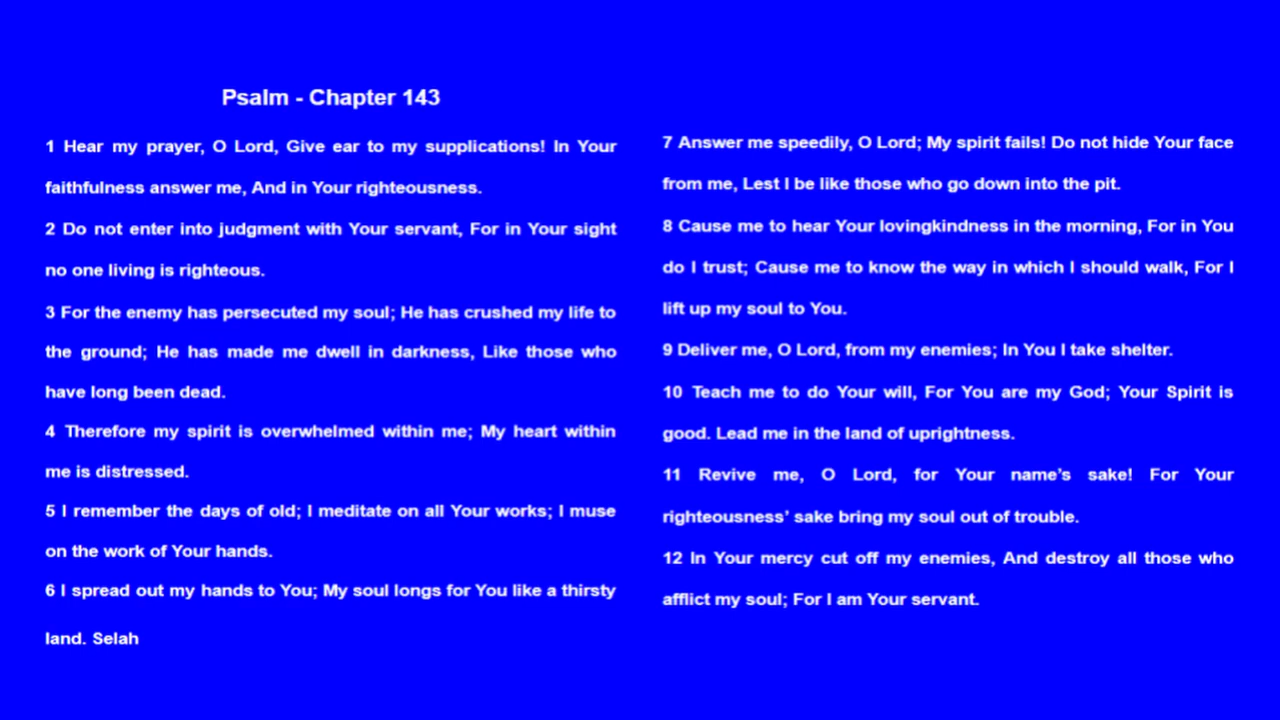 Psalm - Chapter 143
1 Hear my prayer, O Lord, Give ear to my supplications! In Your
faithfulness answer me, And in Your righteousness.
2 Do not enter into judgment with Your servant, For in Your sight
no one living is righteous.
3 For the enemy has persecuted my soul; He has crushed my life to
the ground; He has made me dwell in darkness, Like those who
have long been dead.
4 Therefore my spirit is overwhelmed within me; My heart within
me is distressed.
5 I remember the days of old; I meditate on all Your works; I muse
on the work of Your hands.
6 I spread out my hands to You; My soul longs for You like a thirsty
land. Selah
7 Answer me speedily, O Lord; My spirit fails! Do not hide Your face
from me, Lest I be like those who go down into the pit.
8 Cause me to hear Your lovingkindness in the morning, For in You
do I trust; Cause me to know the way in which I should walk, For I
lift up my soul to You.
9 Deliver me, O Lord, from my enemies; In You I take shelter.
10 Teach me to do Your will, For You are my God; Your Spirit is
good. Lead me in the land of uprightness.
11 Revive me, O Lord, for Your name’s sake! For Your
righteousness’ sake bring my soul out of trouble.
12 In Your mercy cut off my enemies, And destroy all those who
afflict my soul; For I am Your servant.